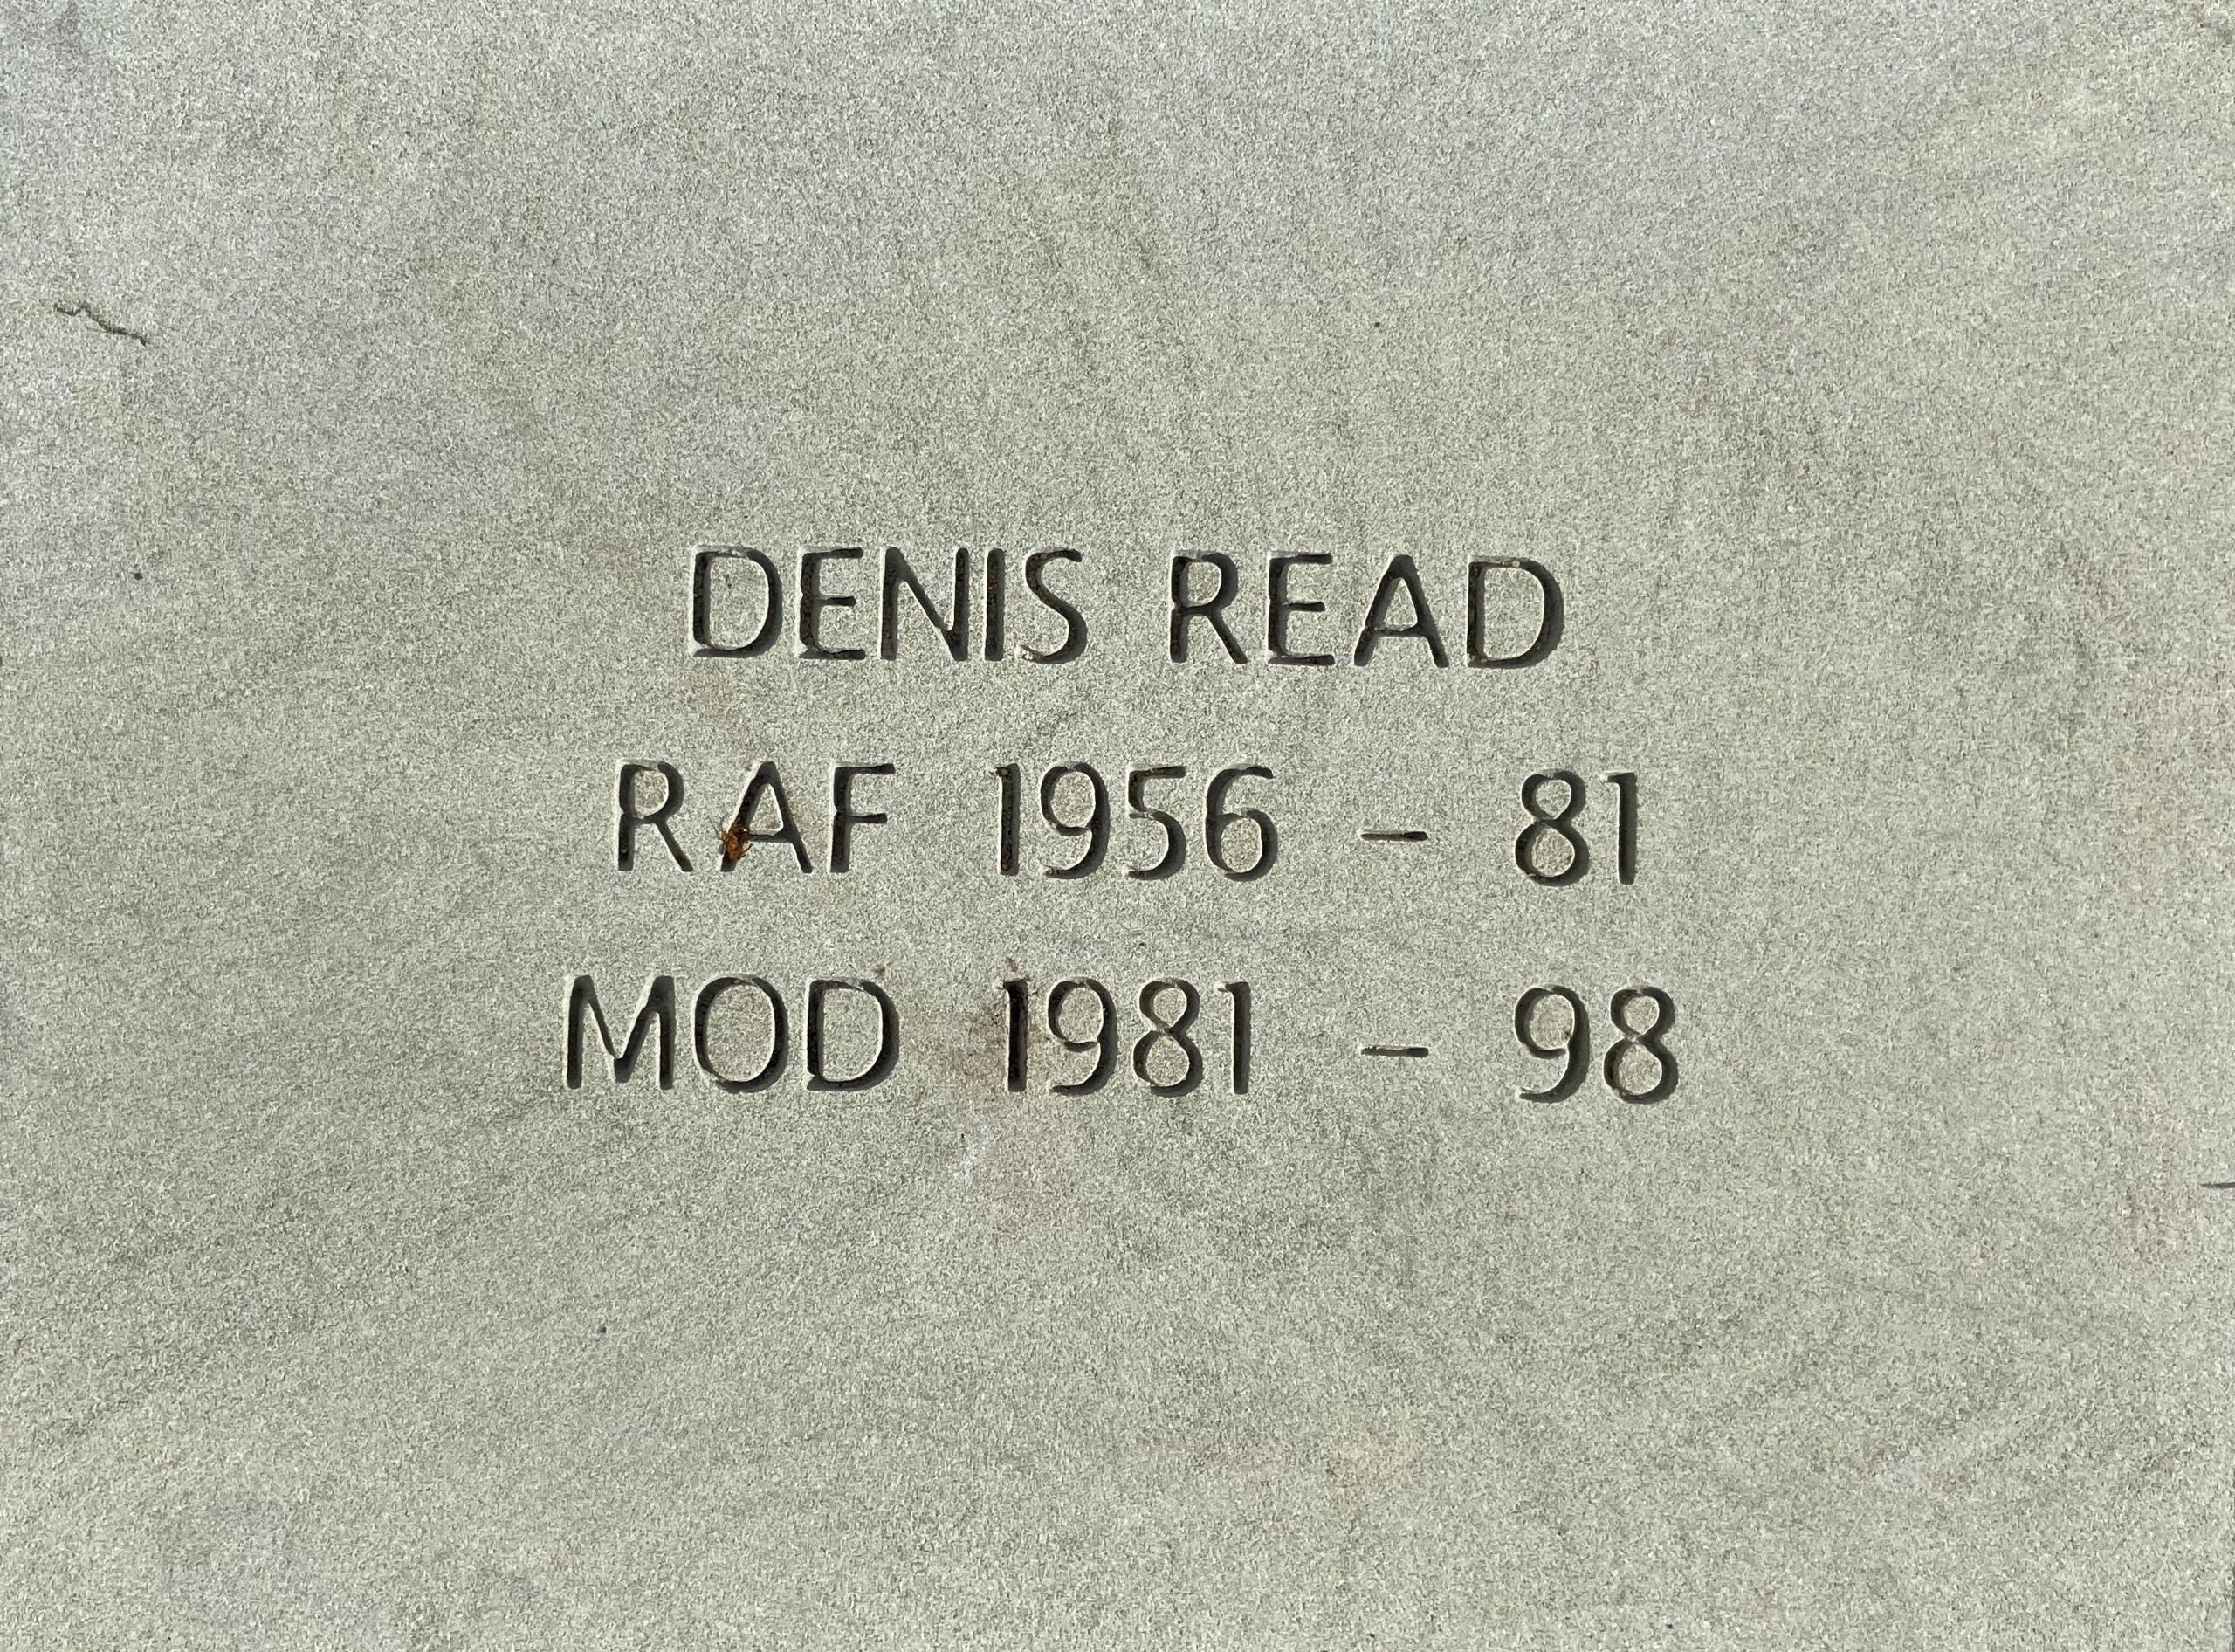 DENIS READ
RAF 1956 - 81
MOD 1981 - 98